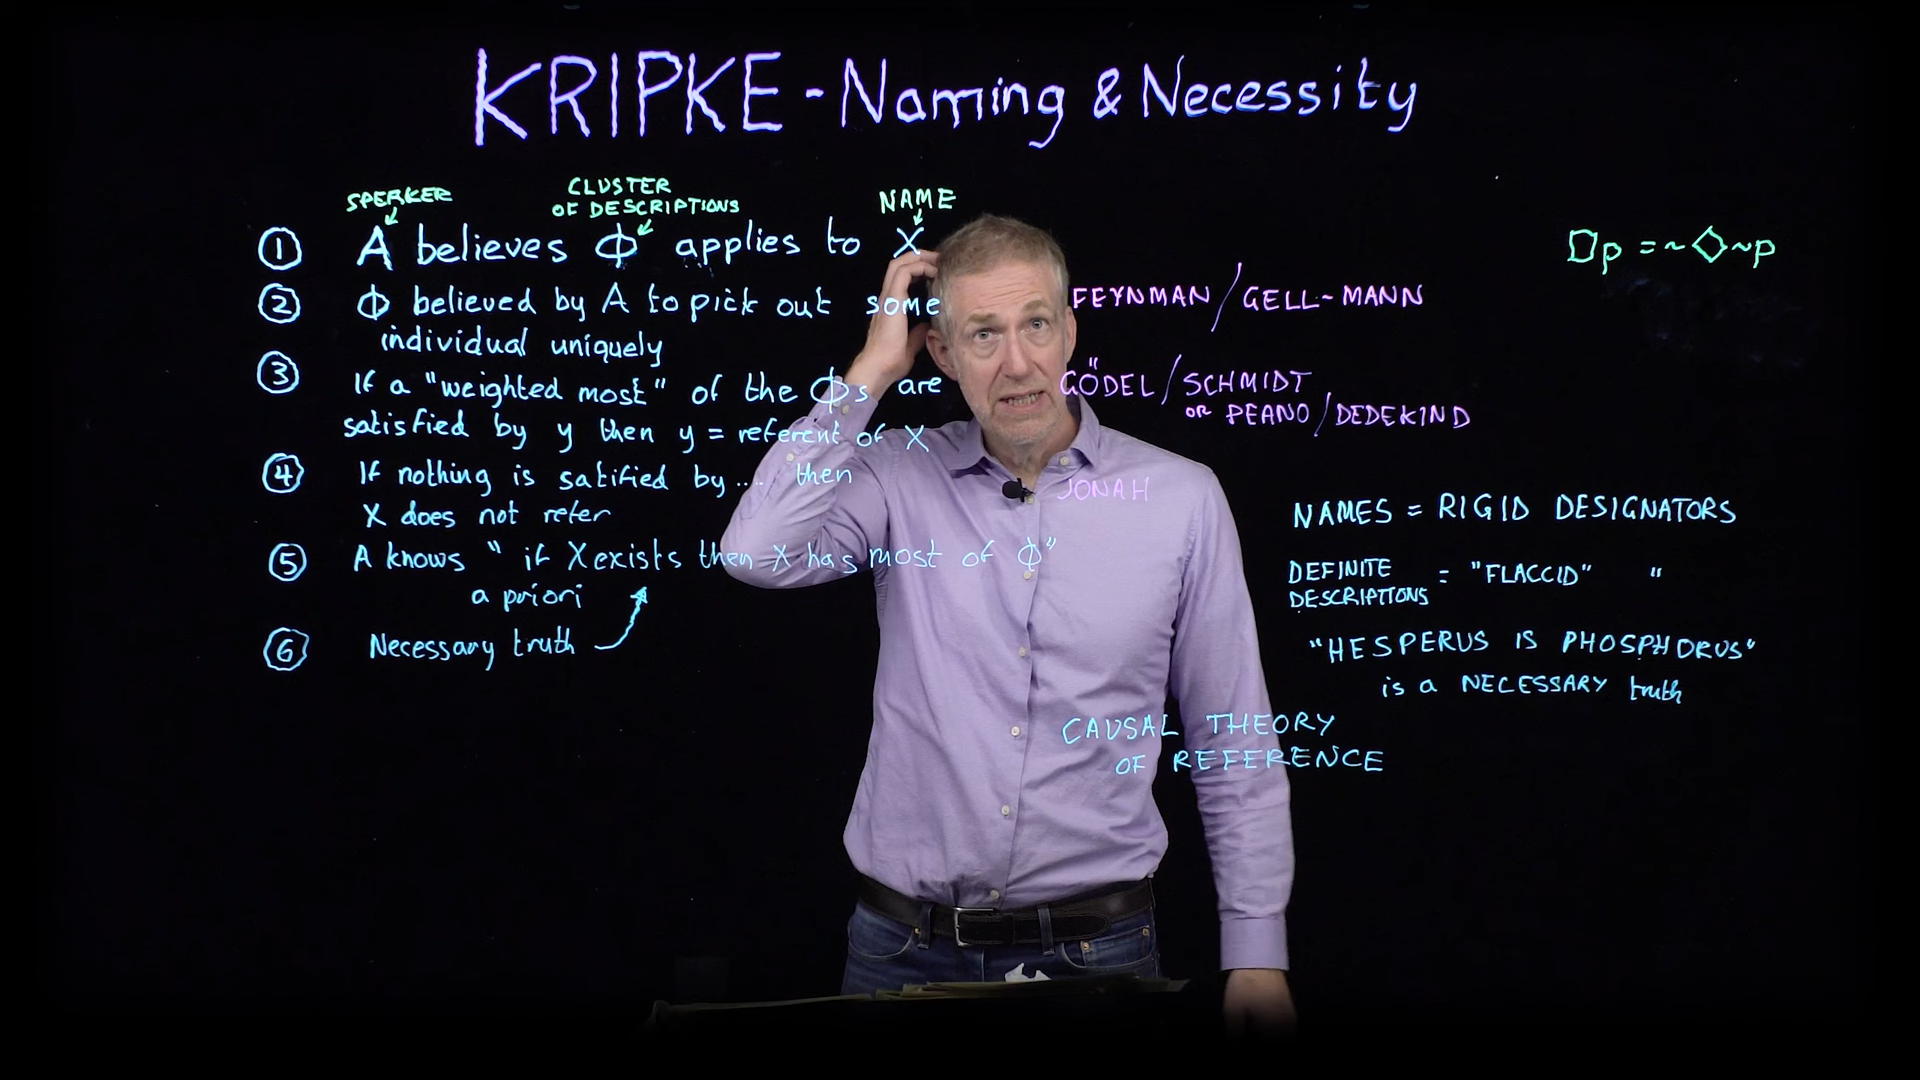 KRIPKE - Naming & Necessity
SPEAKER
CLUSTER
OF DESCRIPTIONS
NAME
① A believes Φ applies to X
② Φ believed by A to pick out some
individual uniquely
③ If a "weighted most" of the Φs are
satisfied by y then y = referent of X
④ If nothing is satified by .... then
X does not refer
⑤ A knows "if X exists then X has most of Φ"
a priori
⑥ Necessary truth
FEYNMAN / GELL-MANN
GÖDEL / SCHMIDT
or PEANO / DEDEKIND
JONAH
□p = ~◇~p
NAMES = RIGID DESIGNATORS
DEFINITE
DESCRIPTIONS = "FLACCID" "
"HESPERUS IS PHOSPHORUS"
is a NECESSARY truth
CAUSAL THEORY
OF REFERENCE